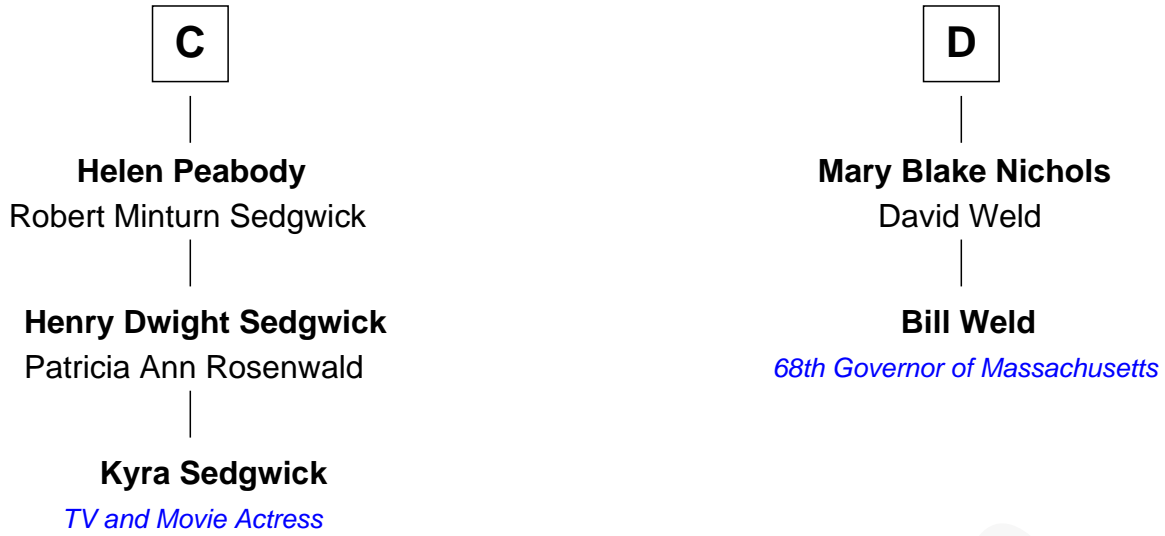 C
Helen Peabody
Robert Minturn Sedgwick
Henry Dwight Sedgwick
Patricia Ann Rosenwald
Kyra Sedgwick
TV and Movie Actress
D
Mary Blake Nichols
David Weld
Bill Weld
68th Governor of Massachusetts